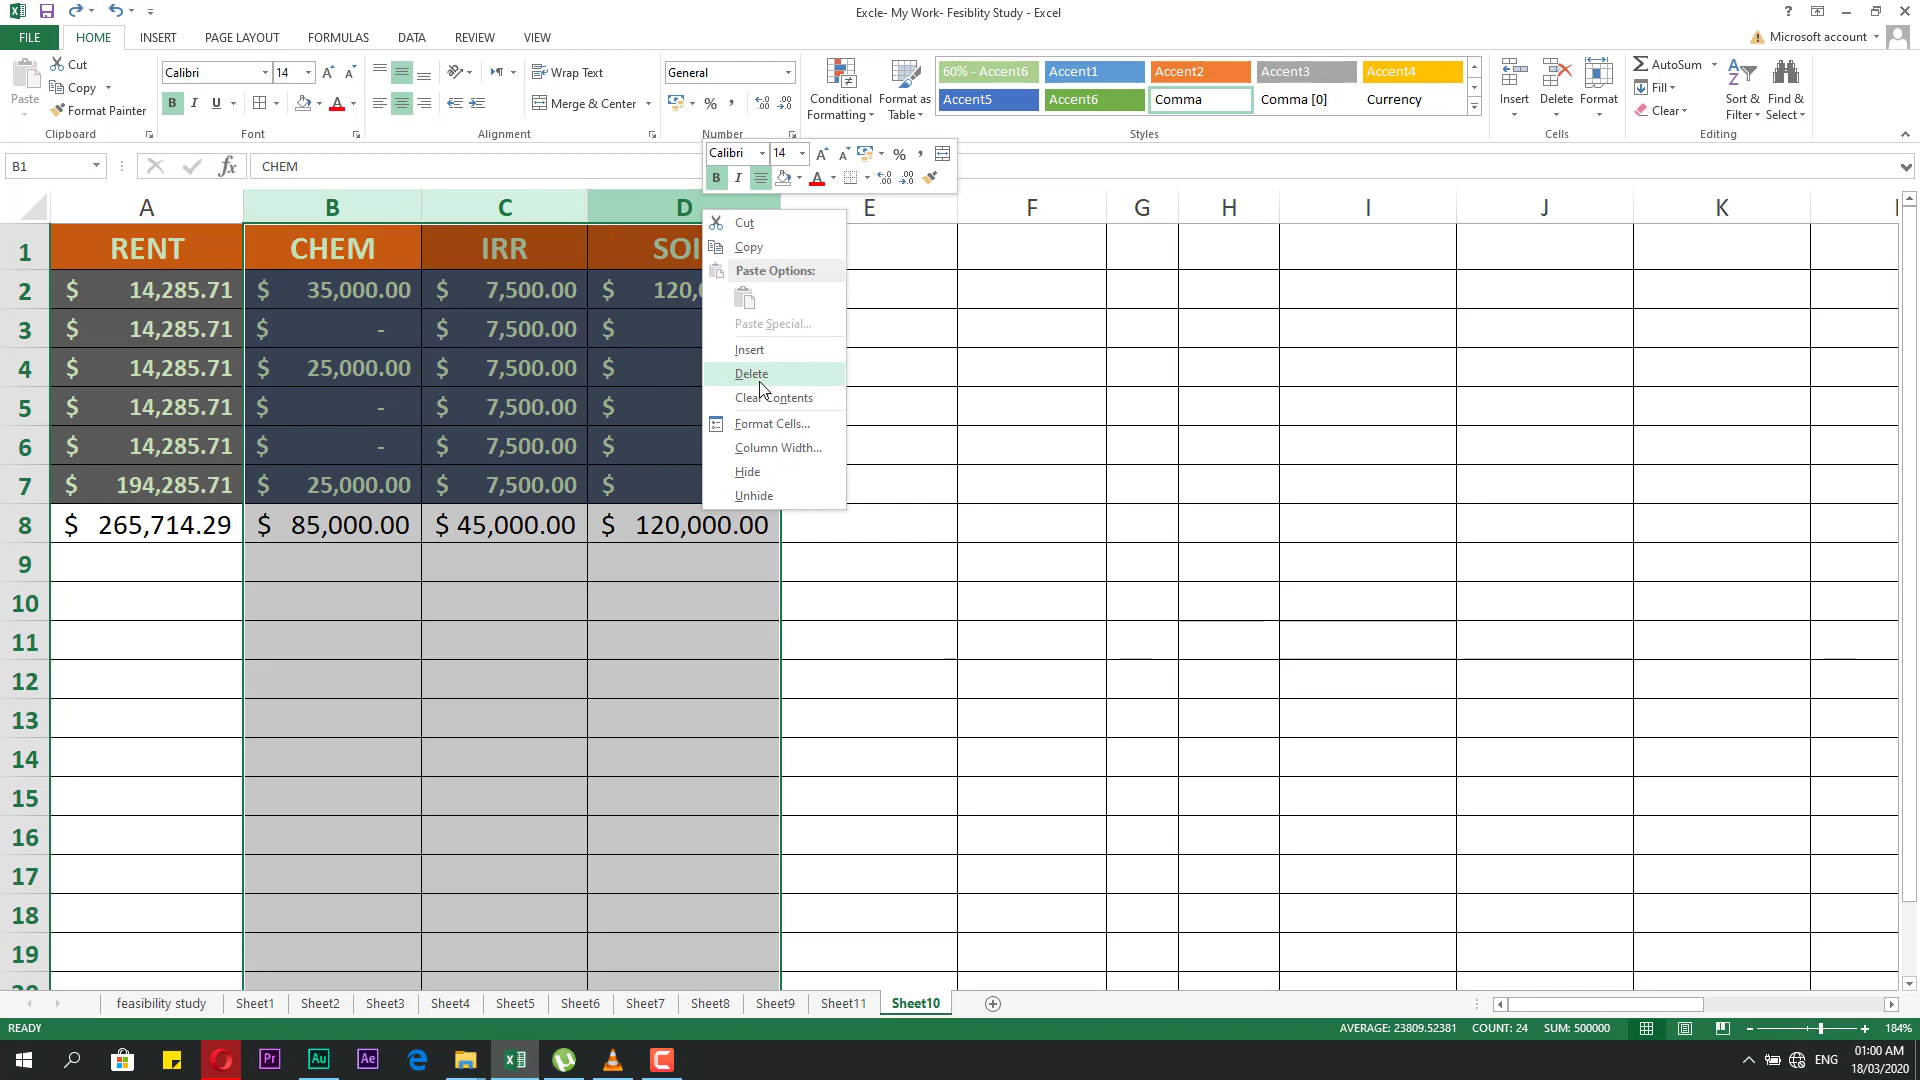 Excle- My Work- Fesiblity Study - Excel
FILE HOME INSERT PAGE LAYOUT FORMULAS DATA REVIEW VIEW Microsoft account
Paste Cut Copy Format Painter Clipboard
Calibri 14 B I U Font
Wrap Text Merge & Center Alignment
General % , Number
Conditional Formatting Format as Table
60% - Accent6 Accent1 Accent2 Accent3 Accent4
Accent5 Accent6 Comma Comma [0] Currency
Styles
Insert Delete Format Cells
AutoSum Fill Clear Sort & Filter Find & Select Editing
Calibri 14 A A % ,
B I A
B1 fx CHEM
A B C D E F G H I J K
1 RENT CHEM IRR
2 $ 14,285.71 $ 35,000.00 $ 7,500.00 $
3 $ 14,285.71 $ - $ 7,500.00 $
4 $ 14,285.71 $ 25,000.00 $ 7,500.00 $
5 $ 14,285.71 $ - $ 7,500.00 $
6 $ 14,285.71 $ - $ 7,500.00 $
7 $ 194,285.71 $ 25,000.00 $ 7,500.00 $
8 $ 265,714.29 $ 85,000.00 $ 45,000.00 $ 120,000.00
9
10
11
12
13
14
15
16
17
18
19
Cut
Copy
Paste Options:
Paste Special...
Insert
Delete
Clear Contents
Format Cells...
Column Width...
Hide
Unhide
feasibility study Sheet1 Sheet2 Sheet3 Sheet4 Sheet5 Sheet6 Sheet7 Sheet8 Sheet9 Sheet11 Sheet10
READY AVERAGE: 23809.52381 COUNT: 24 SUM: 500000 184%
Pr Au Ae ENG 01:00 AM
18/03/2020